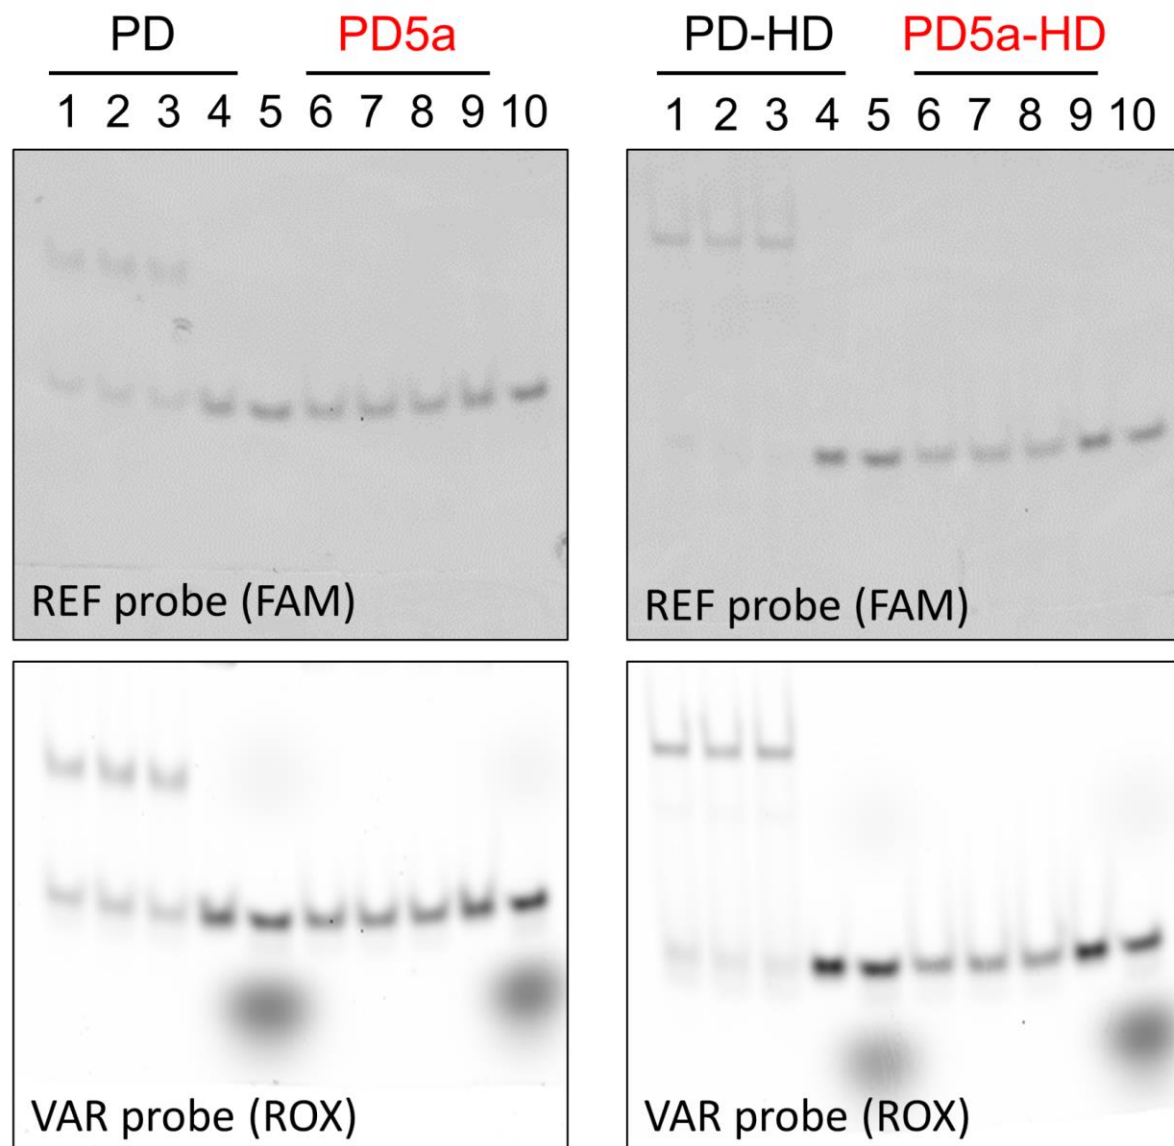 PD PD5a PD-HD PD5a-HD
1 2 3 4 5 6 7 8 9 10 1 2 3 4 5 6 7 8 9 10
REF probe (FAM) REF probe (FAM)
VAR probe (ROX) VAR probe (ROX)